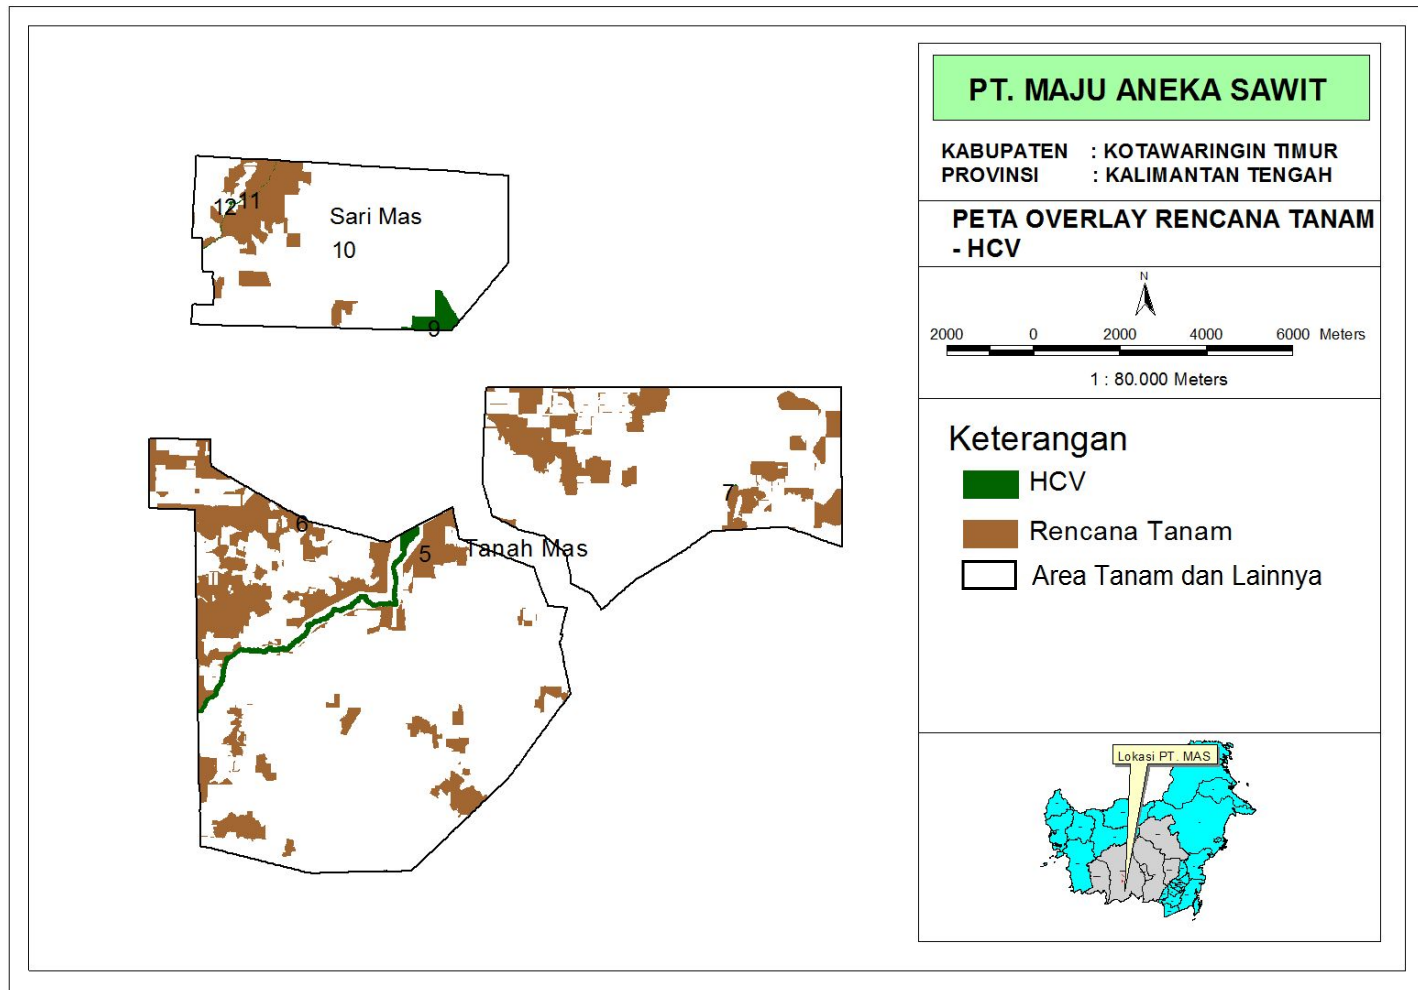 PT. MAJU ANEKA SAWIT
KABUPATEN : KOTAWARINGIN TIMUR
PROVINSI : KALIMANTAN TENGAH
PETA OVERLAY RENCANA TANAM
- HCV
N
2000 0 2000 4000 6000 Meters
1 : 80.000 Meters
Keterangan
HCV
Rencana Tanam
Area Tanam dan Lainnya
Lokasi PT. MAS
12 11
Sari Mas
10
9
7
6
5
Tanah Mas